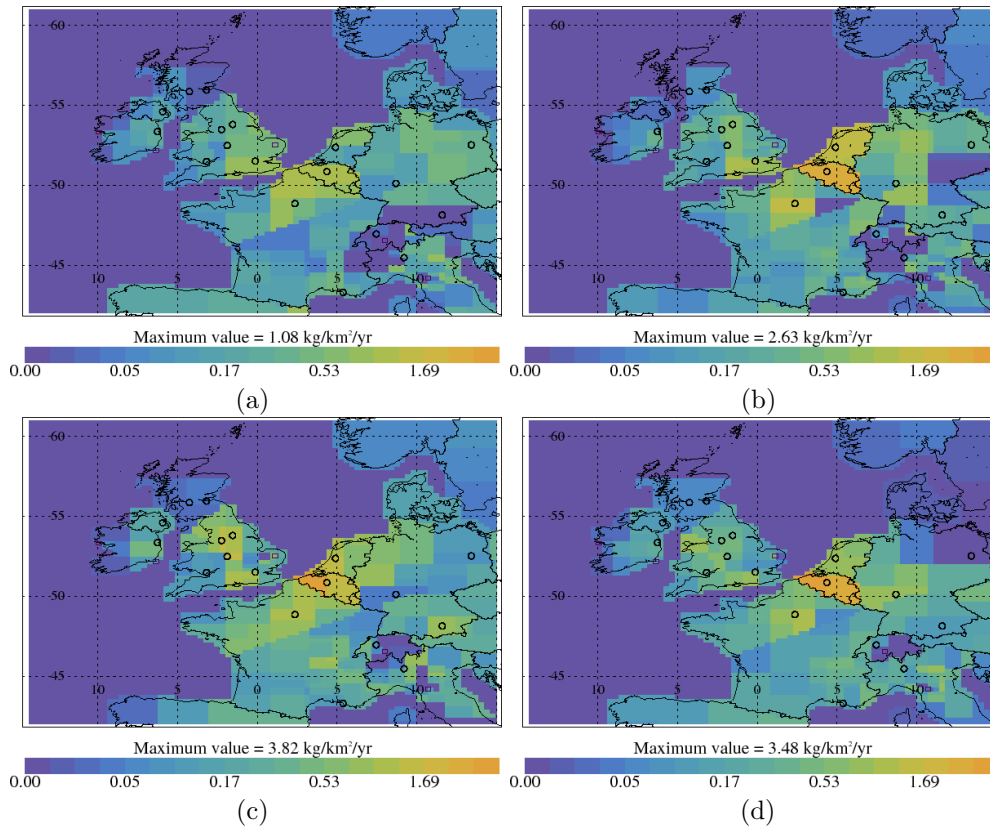 60
55
50
45
10 5 0 5 10
Maximum value = 1.08 kg/km²/yr
0.00 0.05 0.17 0.53 1.69
(a)
60
55
50
45
10 5 0 5 10
Maximum value = 2.63 kg/km²/yr
0.00 0.05 0.17 0.53 1.69
(b)
60
55
50
45
10 5 0 5 10
Maximum value = 3.82 kg/km²/yr
0.00 0.05 0.17 0.53 1.69
(c)
60
55
50
45
10 5 0 5 10
Maximum value = 3.48 kg/km²/yr
0.00 0.05 0.17 0.53 1.69
(d)